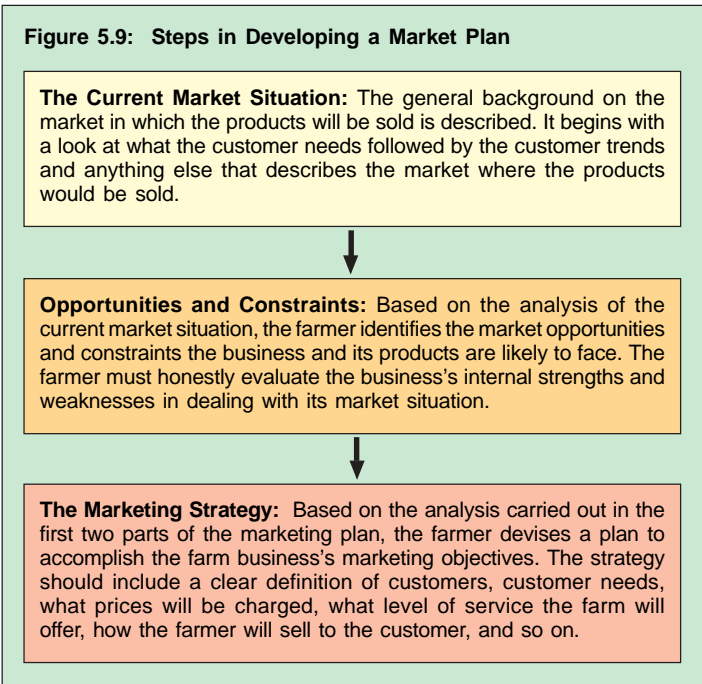 Figure 5.9: Steps in Developing a Market Plan
The Current Market Situation: The general background on the
market in which the products will be sold is described. It begins with
a look at what the customer needs followed by the customer trends
and anything else that describes the market where the products
would be sold.
Opportunities and Constraints: Based on the analysis of the
current market situation, the farmer identifies the market opportunities
and constraints the business and its products are likely to face. The
farmer must honestly evaluate the business's internal strengths and
weaknesses in dealing with its market situation.
The Marketing Strategy: Based on the analysis carried out in the
first two parts of the marketing plan, the farmer devises a plan to
accomplish the farm business's marketing objectives. The strategy
should include a clear definition of customers, customer needs,
what prices will be charged, what level of service the farm will
offer, how the farmer will sell to the customer, and so on.